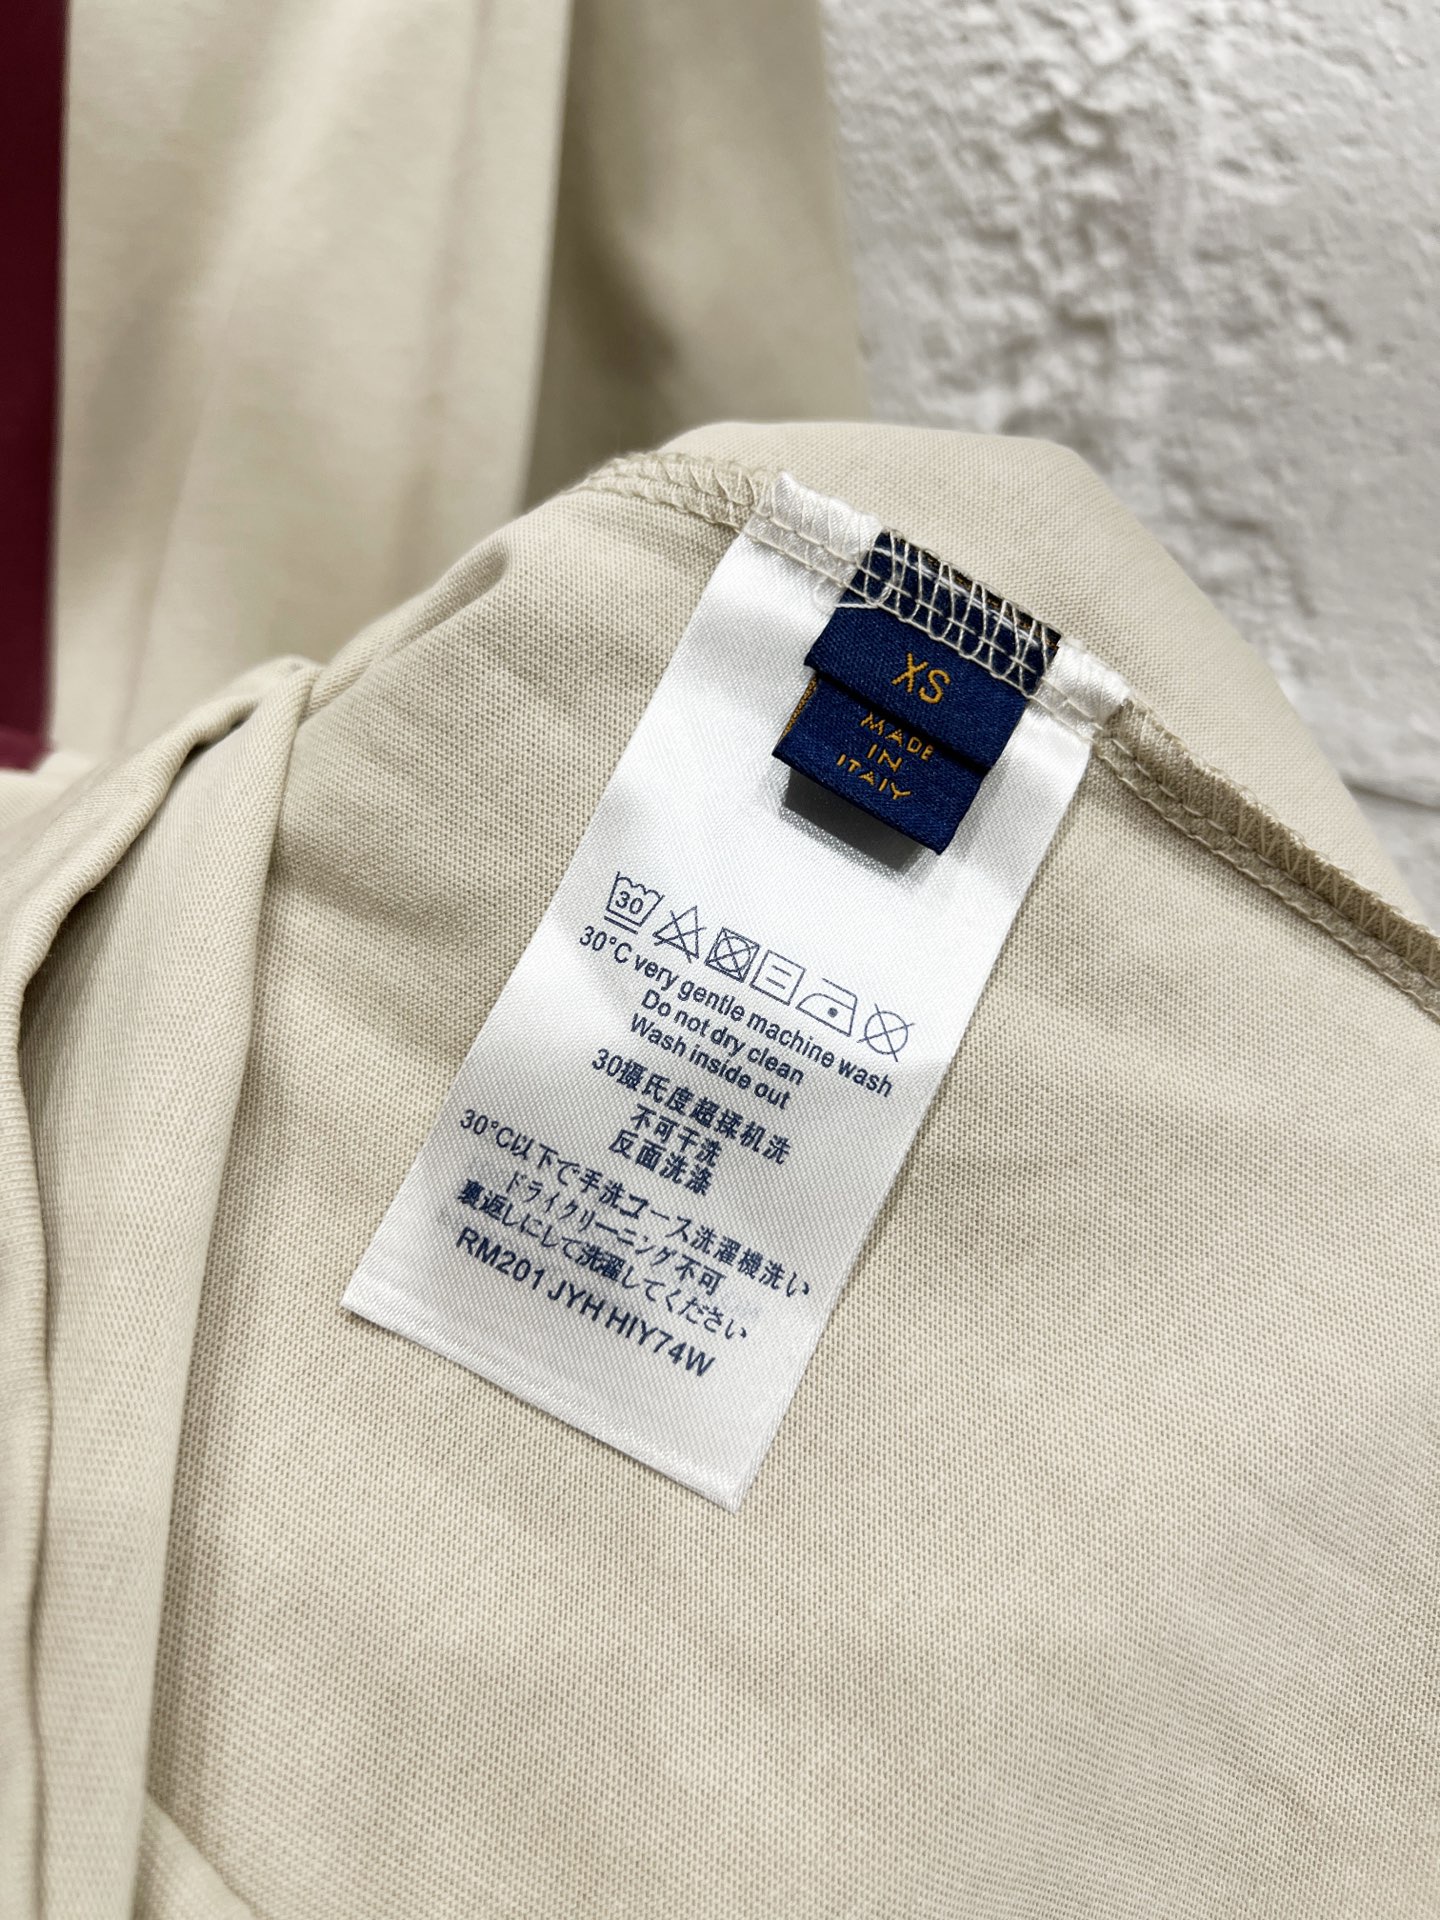 XS
MADE
IN
ITAIY
30
30°C very gentle machine wash
Do not dry clean
Wash inside out
30摄氏度超揉机洗
不可干洗
反面洗涤
30°C以下で手洗コース洗濯機洗い
ドライクリーニング不可
裏返しにして洗濯してください
RM201 JYH HIY74W